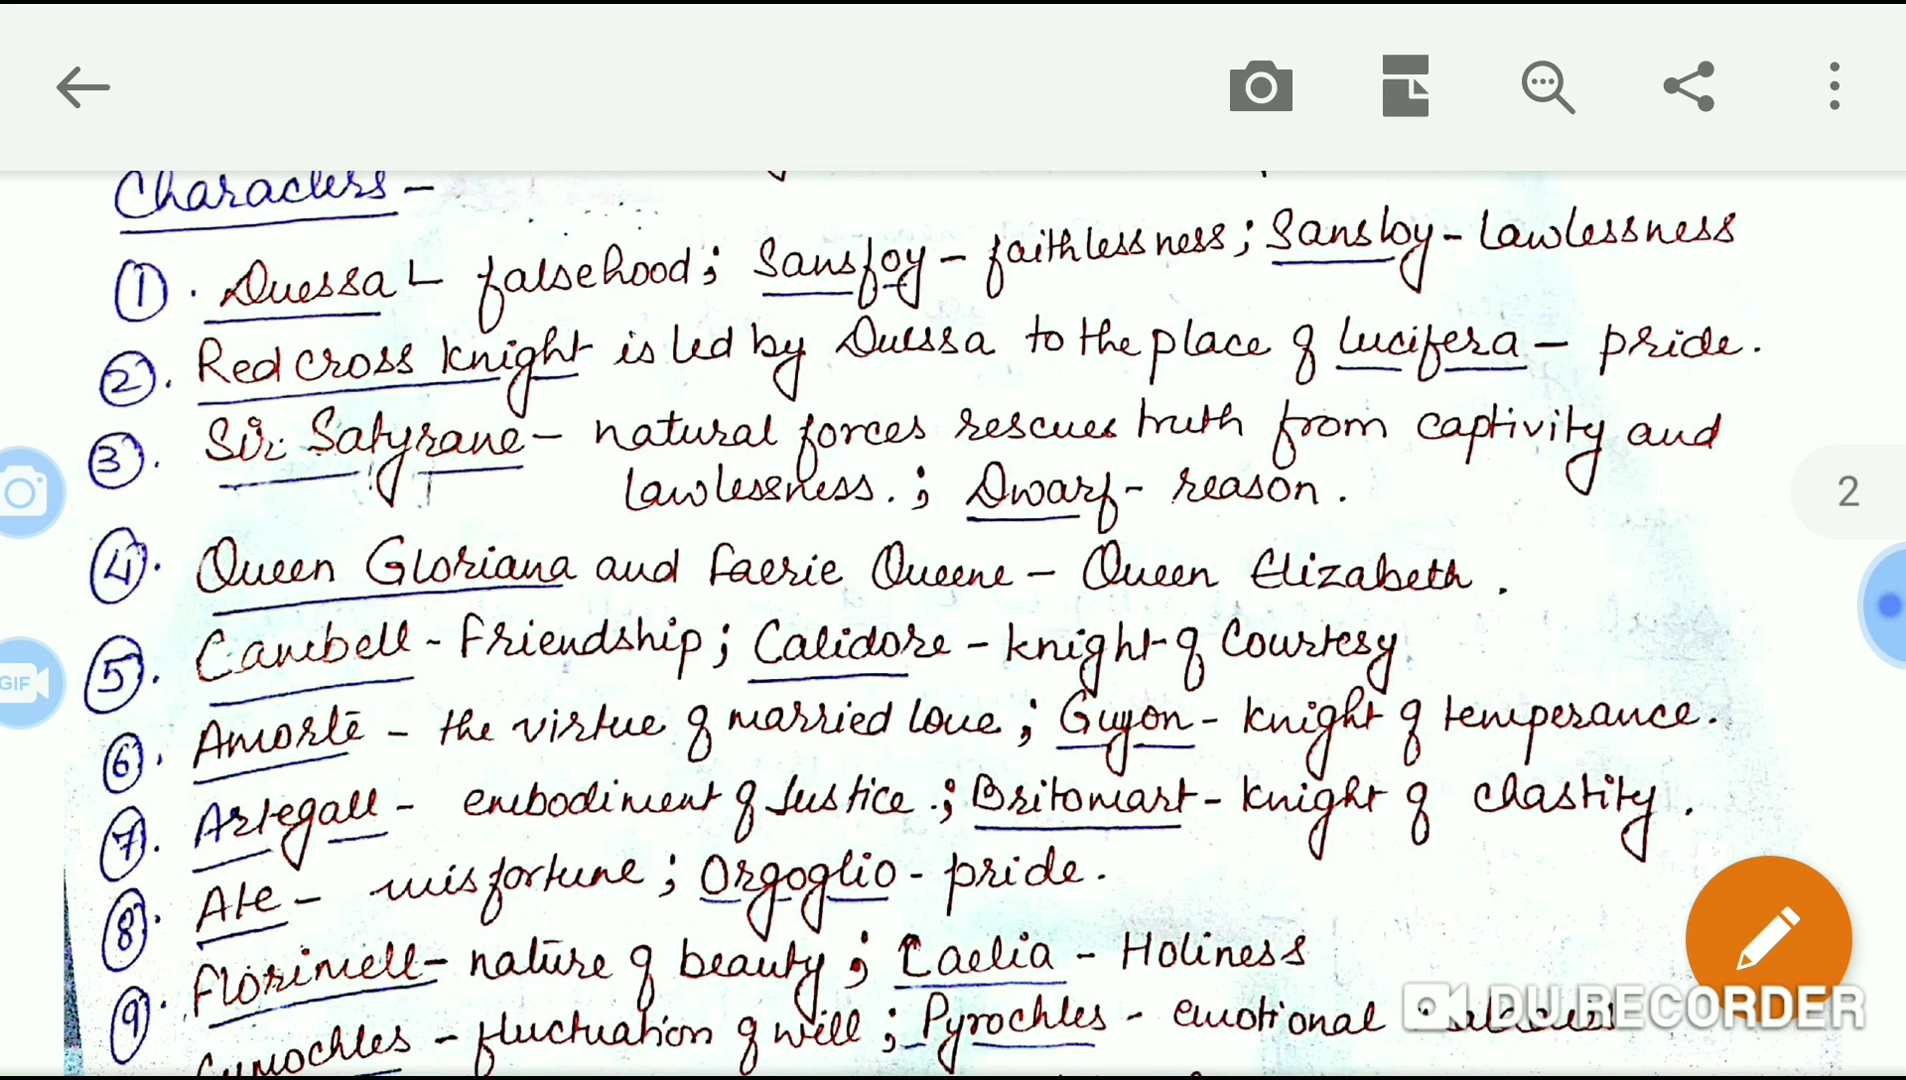 Characters -
①. Duessa - falsehood; Sansfoy - faithlessness; Sansloy - Lawlessness
②. Red cross knight is led by Duessa to the place of Lucifera - pride.
③. Sir Satyrane - natural forces rescues truth from captivity and
lawlessness. ; Dwarf - reason.
④. Queen Gloriana and Faerie Queene - Queen Elizabeth.
⑤. Cambell - Friendship; Calidore - knight of Courtesy
⑥. Amorte - the virtue of married love; Guyon - knight of temperance.
⑦. Artegall - embodiment of Justice.; Britomart - knight of chastity.
⑧. Ate - misfortune; Orgoglio - pride.
⑨. Florimell - nature of beauty; Caelia - Holiness
Cymochles - fluctuation of will; Pyrochles - emotional
2
GIF
DU RECORDER